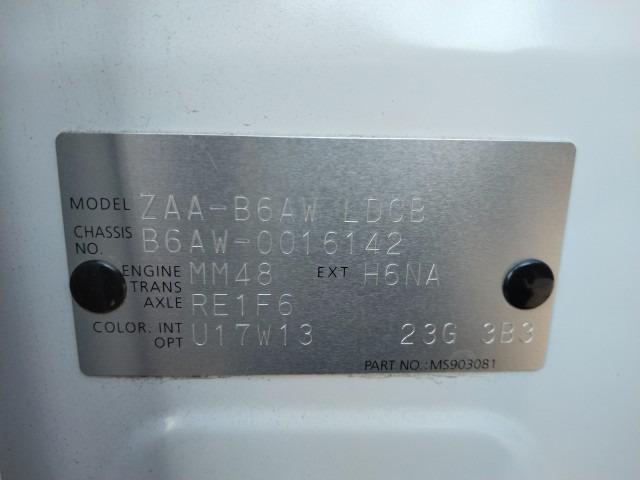 MODEL ZAA-B6AW LDCB
CHASSIS NO. B6AW-0016142
ENGINE MM48 EXT H6NA
TRANS AXLE RE1F6
COLOR. INT OPT U17W13 23G 3B3
PART NO.:MS903081